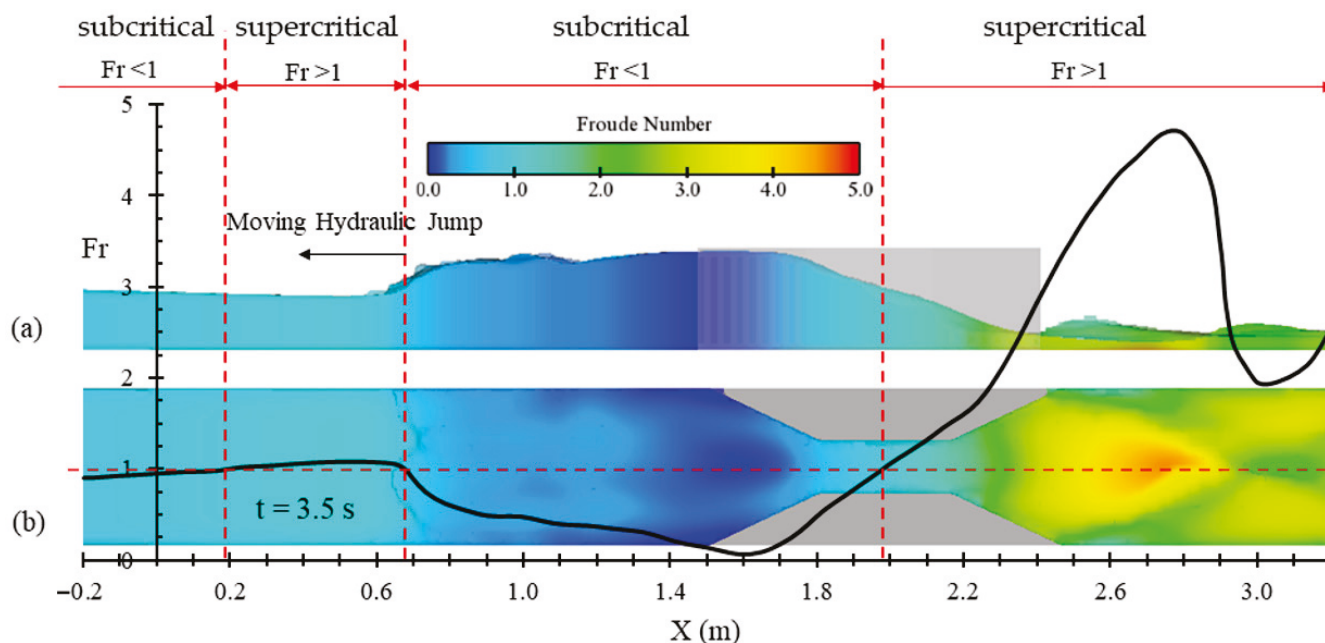 subcritical supercritical subcritical supercritical
Fr <1 Fr >1 Fr <1 Fr >1
5
Froude Number
0.0 1.0 2.0 3.0 4.0 5.0
4
Moving Hydraulic Jump
Fr
3
(a)
2
1
t = 3.5 s
(b)
0
−0.2 0.2 0.6 1.0 1.4 1.8 2.2 2.6 3.0
X (m)